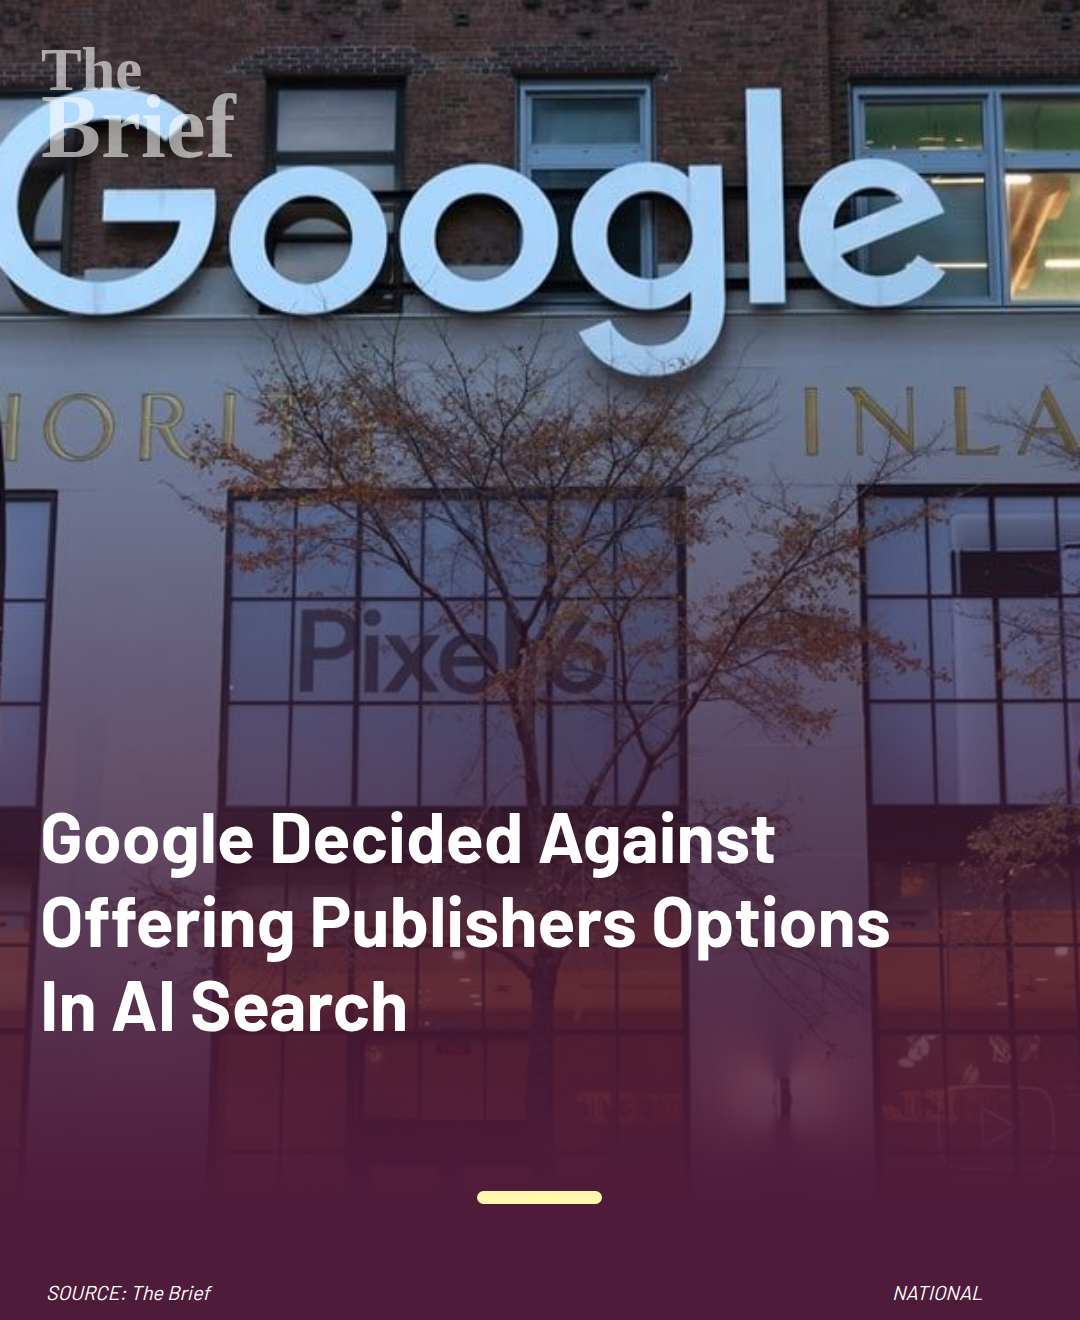 The
Brief
Google
HORITY
INLA
Pixel 6
Google Decided Against
Offering Publishers Options
In AI Search
SOURCE: The Brief
NATIONAL